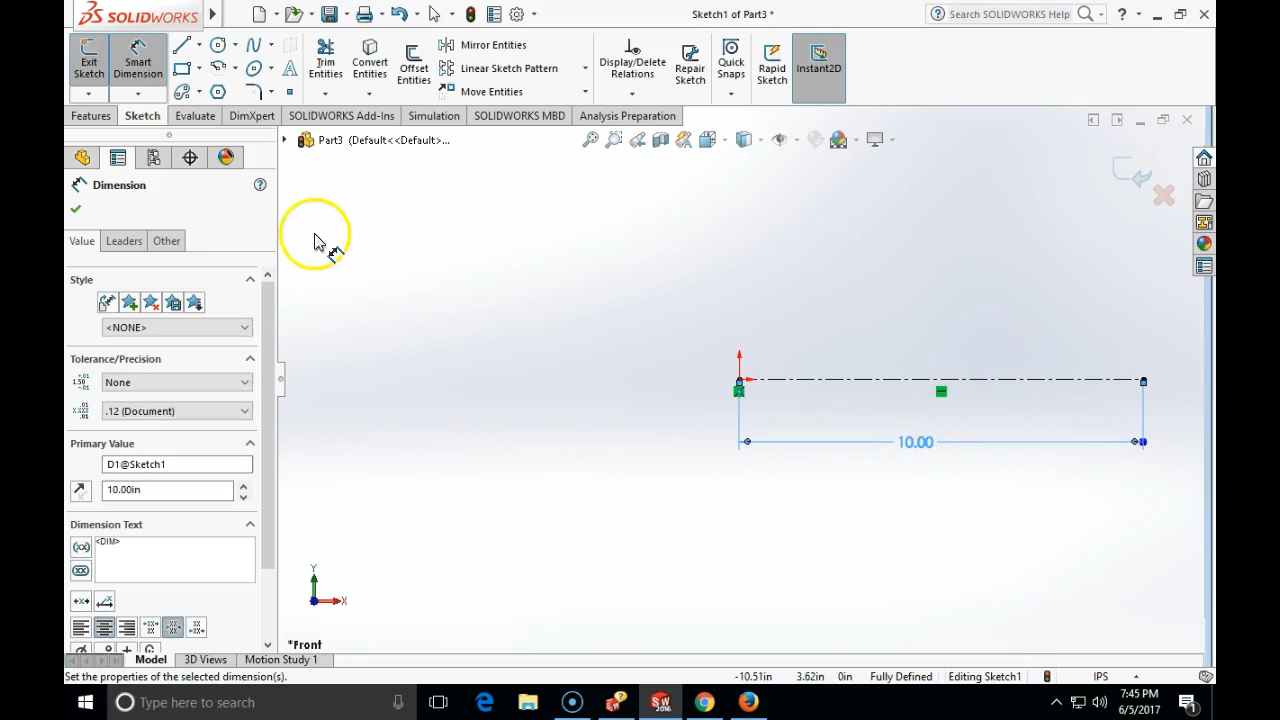 SOLIDWORKS
Sketch1 of Part3 *
Search SOLIDWORKS Help
?
Exit Sketch
Smart Dimension
Trim Entities
Convert Entities
Offset Entities
Mirror Entities
Linear Sketch Pattern
Move Entities
Display/Delete Relations
Repair Sketch
Quick Snaps
Rapid Sketch
Instant2D
Features
Sketch
Evaluate
DimXpert
SOLIDWORKS Add-Ins
Simulation
SOLIDWORKS MBD
Analysis Preparation
Part3 (Default<<Default>...
Dimension
Value
Leaders
Other
Style
<NONE>
Tolerance/Precision
None
.12 (Document)
Primary Value
D1@Sketch1
10.00in
Dimension Text
<DIM>
10.00
Y
X
*Front
Model
3D Views
Motion Study 1
Set the properties of the selected dimension(s).
-10.51in
3.62in
0in
Fully Defined
Editing Sketch1
IPS
Type here to search
7:45 PM
6/5/2017